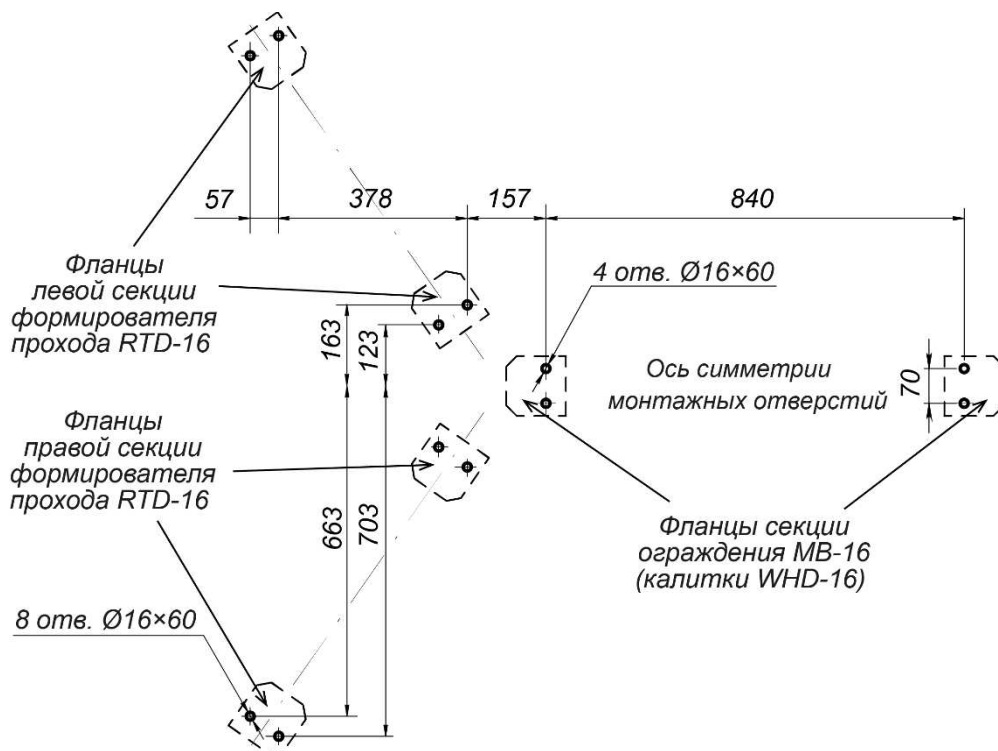 57
378
157
840
Фланцы
левой секции
формирователя
прохода RTD-16
4 отв. Ø16×60
163
123
Ось симметрии
монтажных отверстий
70
Фланцы
правой секции
формирователя
прохода RTD-16
663
703
Фланцы секции
ограждения МВ-16
(калитки WHD-16)
8 отв. Ø16×60